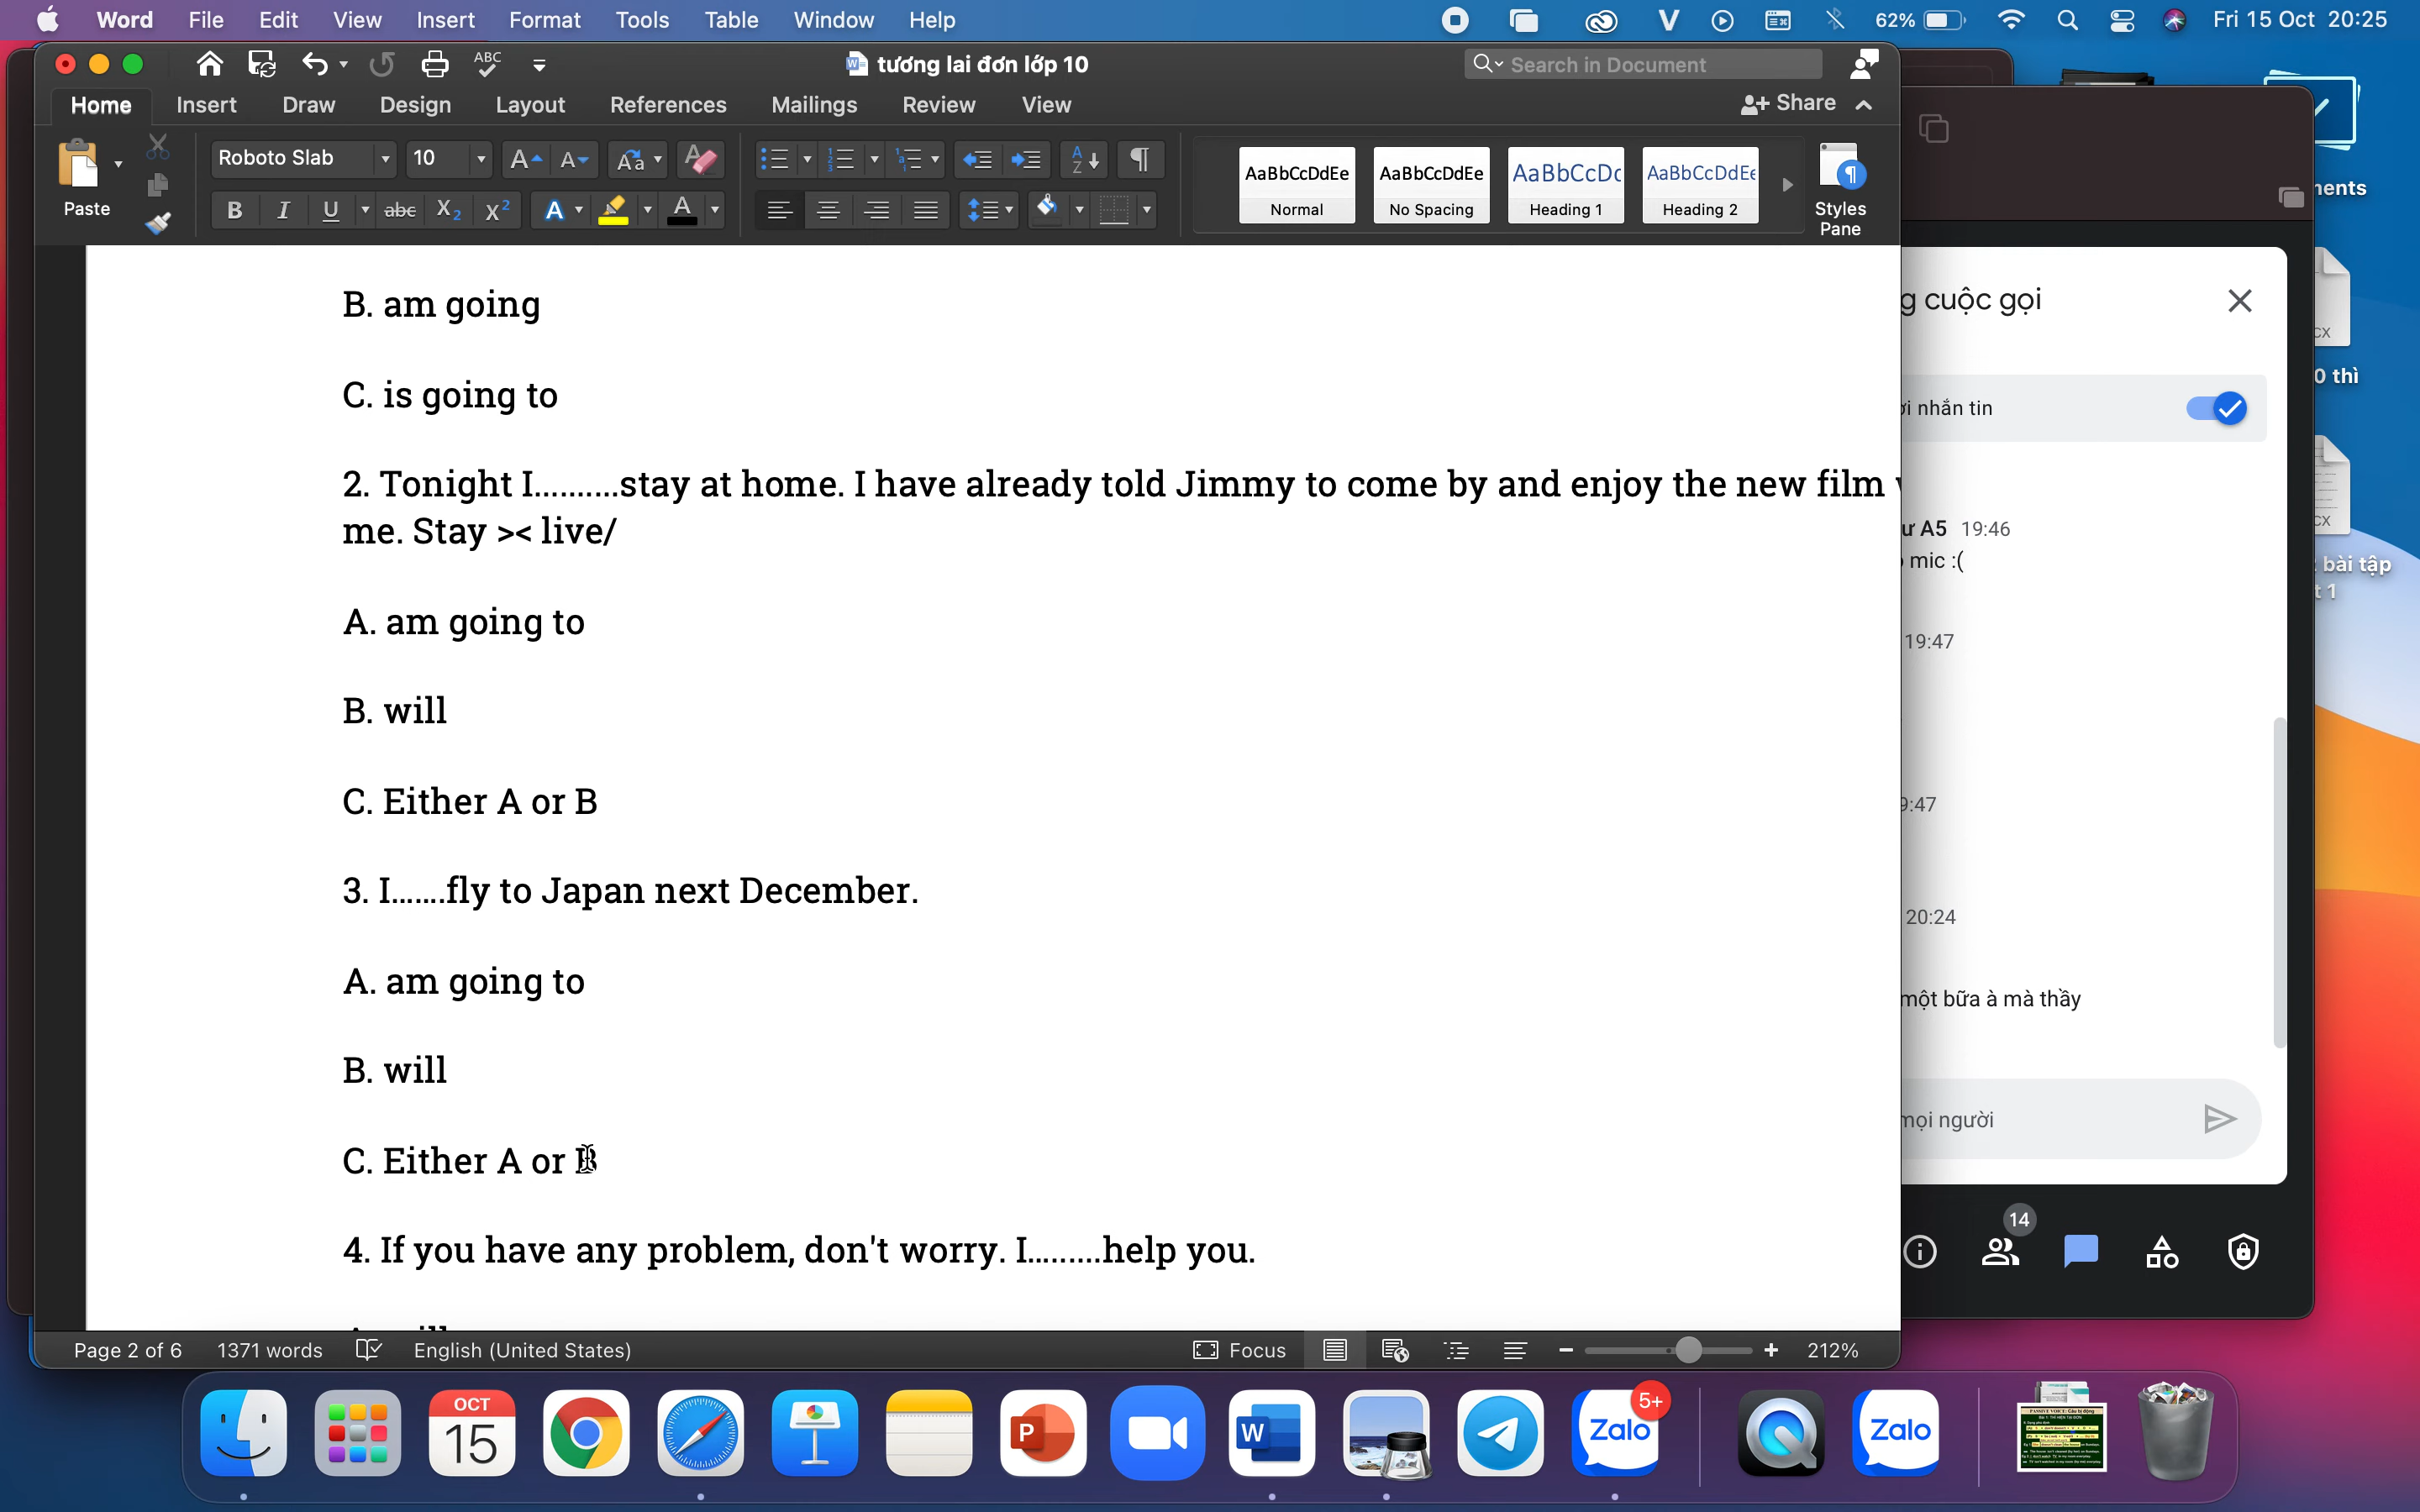 Word File Edit View Insert Format Tools Table Window Help 62% Fri 15 Oct 20:25
ABC tương lai đơn lớp 10 Search in Document
Home Insert Draw Design Layout References Mailings Review View Share
Paste Roboto Slab 10 AaBbCcDdEe AaBbCcDdEe AaBbCcDc AaBbCcDdEe
Normal No Spacing Heading 1 Heading 2 Styles Pane
B. am going
C. is going to
2. Tonight I..........stay at home. I have already told Jimmy to come by and enjoy the new film
me. Stay >< live/
A. am going to
B. will
C. Either A or B
3. I.......fly to Japan next December.
A. am going to
B. will
C. Either A or B
4. If you have any problem, don't worry. I.........help you.
Page 2 of 6 1371 words English (United States) Focus 212%
g cuộc gọi
nhắn tin
ư A5 19:46
mic :(
19:47
9:47
20:24
một bữa à mà thầy
mọi người
14
ments
0 thì
bài tập
t 1
OCT
15
P
W
Zalo
5+
Zalo